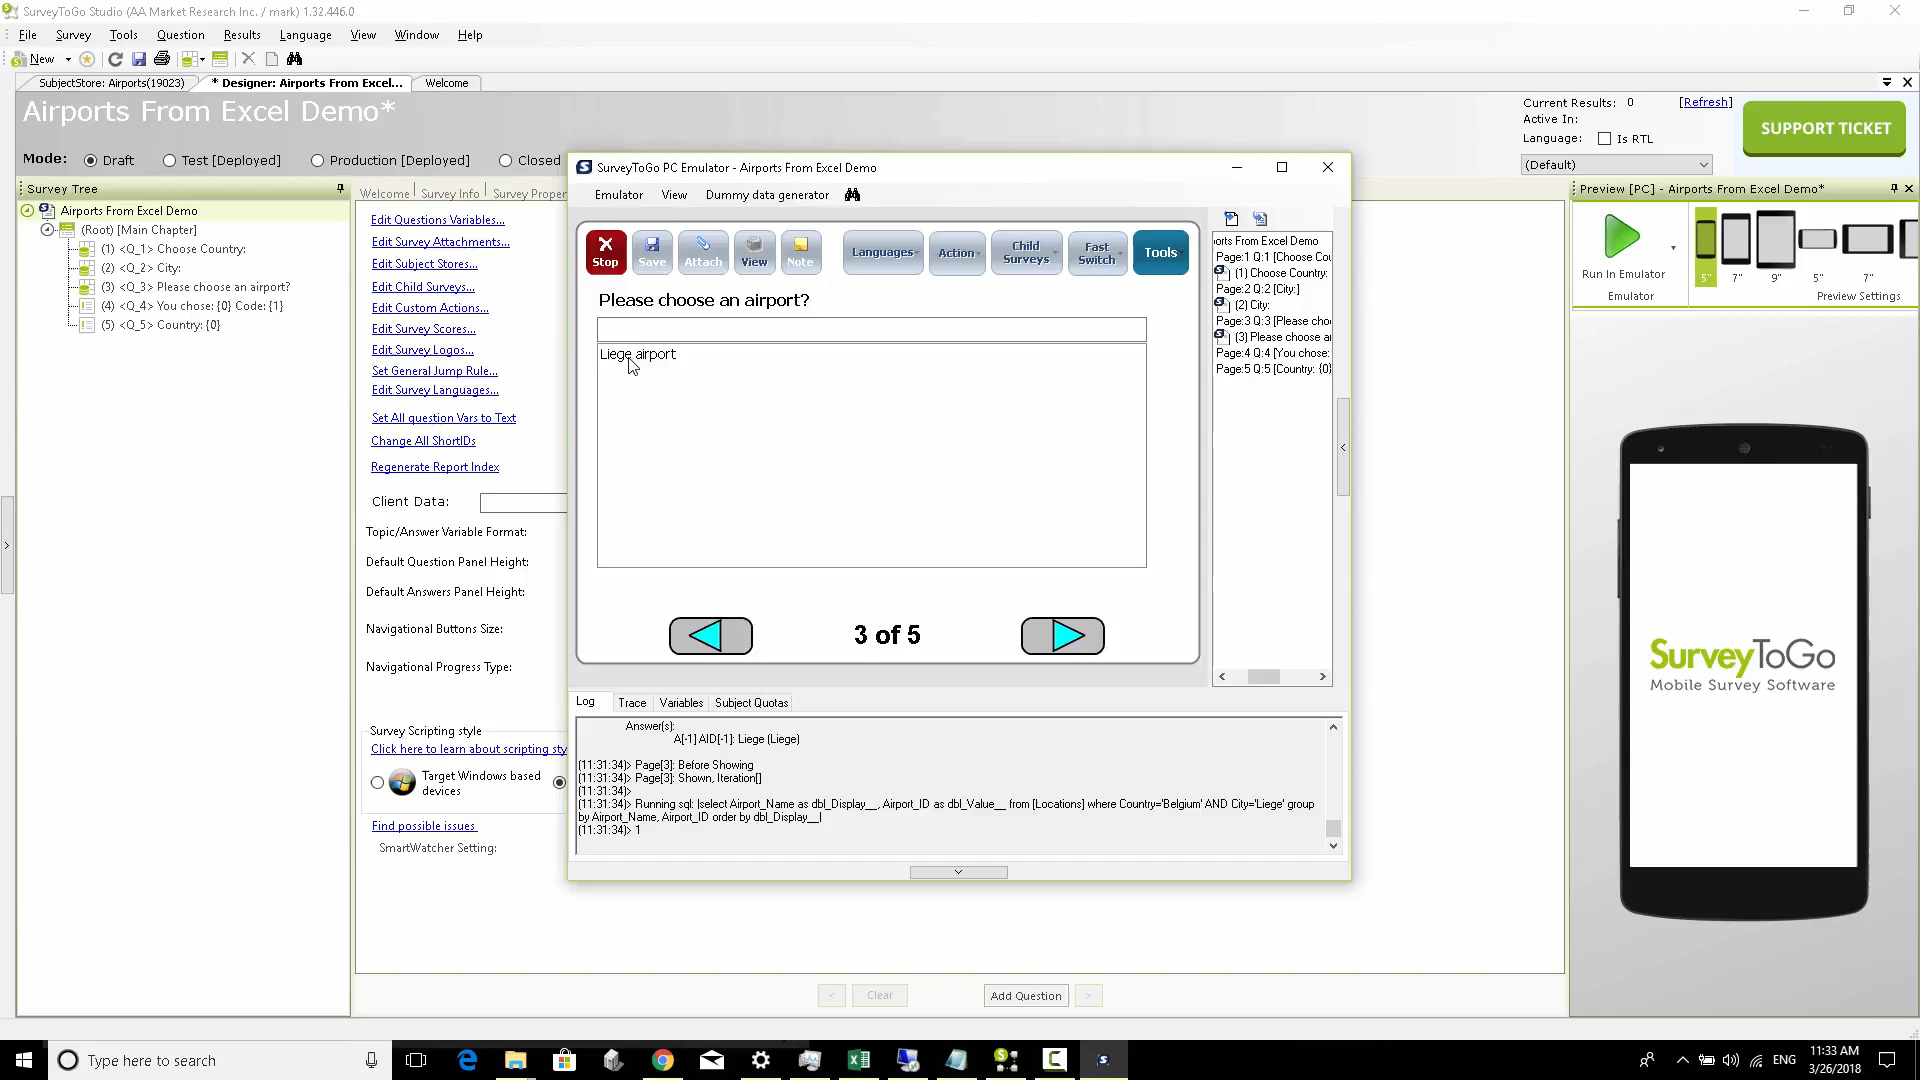 SurveyToGo Studio (AA Market Research Inc. / mark) 1.32.446.0
File Survey Tools Question Results Language View Window Help
New
SubjectStore: Airports(19023) * Designer: Airports From Excel... Welcome
Airports From Excel Demo*
Current Results: 0 [Refresh]
Active In:
Language: Is RTL
(Default)
SUPPORT TICKET
Mode: Draft Test [Deployed] Production [Deployed] Closed
Survey Tree
Airports From Excel Demo
(Root) [Main Chapter]
(1) <Q_1> Choose Country:
(2) <Q_2> City:
(3) <Q_3> Please choose an airport?
(4) <Q_4> You chose: {0} Code: {1}
(5) <Q_5> Country: {0}
Welcome Survey Info Survey Proper
Edit Questions Variables...
Edit Survey Attachments...
Edit Subject Stores...
Edit Child Surveys...
Edit Custom Actions...
Edit Survey Scores...
Edit Survey Logos...
Set General Jump Rule...
Edit Survey Languages...
Set All question Vars to Text
Change All ShortIDs
Regenerate Report Index
Client Data:
Topic/Answer Variable Format:
Default Question Panel Height:
Default Answers Panel Height:
Navigational Buttons Size:
Navigational Progress Type:
Survey Scripting style
Click here to learn about scripting sty
Target Windows based
devices
Find possible issues
SmartWatcher Setting:
SurveyToGo PC Emulator - Airports From Excel Demo
Emulator View Dummy data generator
Stop Save Attach View Note Languages Action Child Surveys Fast Switch Tools
Please choose an airport?
Liege airport
3 of 5
orts From Excel Demo
Page:1 Q:1 [Choose Cou
(1) Choose Country:
Page:2 Q:2 [City:]
(2) City:
Page:3 Q:3 [Please choo
(3) Please choose ar
Page:4 Q:4 [You chose:
Page:5 Q:5 [Country: {0}
Log Trace Variables Subject Quotas
Answer(s):
A[-1] AID[-1]: Liege (Liege)
(11:31:34)> Page[3]: Before Showing
(11:31:34)> Page[3]: Shown, Iteration[]
(11:31:34)>
(11:31:34)> Running sql: |select Airport_Name as dbl_Display__, Airport_ID as dbl_Value__ from [Locations] where Country='Belgium' AND City='Liege' group
by Airport_Name, Airport_ID order by dbl_Display__|
(11:31:34)> 1
< Clear Add Question >
Preview [PC] - Airports From Excel Demo*
Run In Emulator
Emulator
5" 7" 9" 5" 7"
Preview Settings
SurveyToGo
Mobile Survey Software
Type here to search
ENG
11:33 AM
3/26/2018